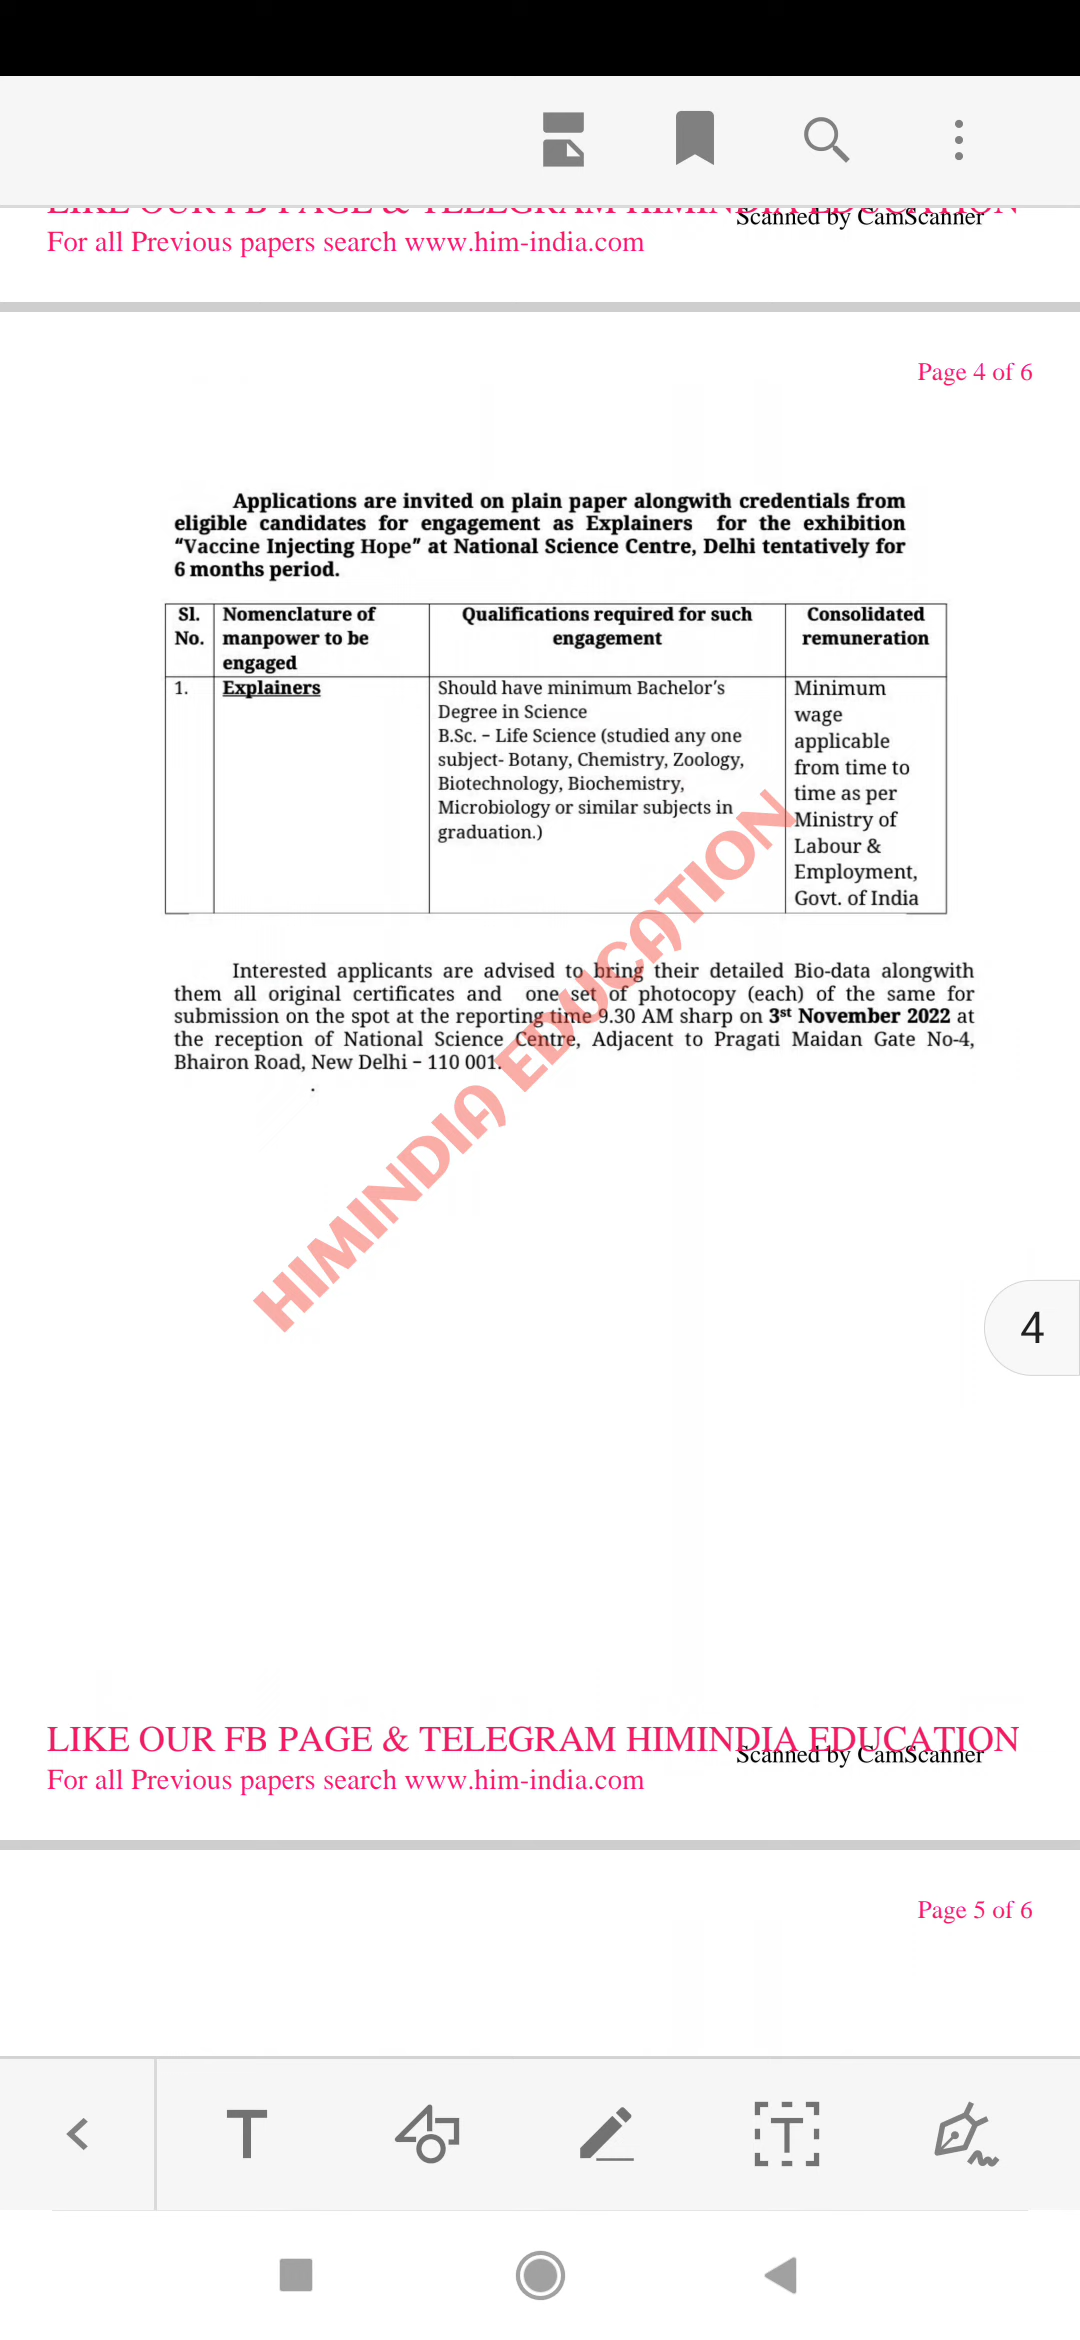 Scanned by CamScanner
For all Previous papers search www.him-india.com
Page 4 of 6
Applications are invited on plain paper alongwith credentials from
eligible candidates for engagement as Explainers for the exhibition
“Vaccine Injecting Hope” at National Science Centre, Delhi tentatively for
6 months period.
Sl. No.
Nomenclature of manpower to be engaged
Qualifications required for such engagement
Consolidated remuneration
1.
Explainers
Should have minimum Bachelor's
Degree in Science
B.Sc. – Life Science (studied any one
subject- Botany, Chemistry, Zoology,
Biotechnology, Biochemistry,
Microbiology or similar subjects in
graduation.)
Minimum
wage
applicable
from time to
time as per
Ministry of
Labour &
Employment,
Govt. of India
Interested applicants are advised to bring their detailed Bio-data alongwith
them all original certificates and one set of photocopy (each) of the same for
submission on the spot at the reporting time 9.30 AM sharp on 3st November 2022 at
the reception of National Science Centre, Adjacent to Pragati Maidan Gate No-4,
Bhairon Road, New Delhi – 110 001.
HIMINDIA EDUCATION
4
LIKE OUR FB PAGE & TELEGRAM HIMINDIA EDUCATION
Scanned by CamScanner
For all Previous papers search www.him-india.com
Page 5 of 6
T
T